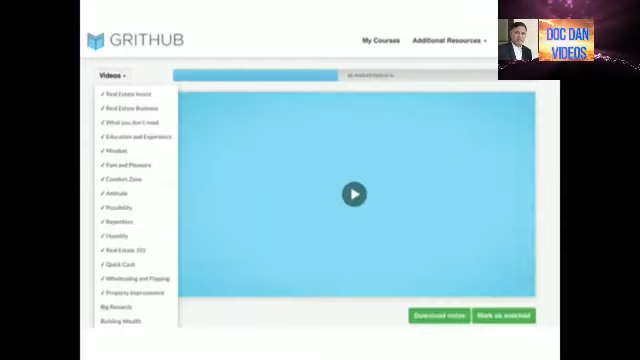 GRITHUB
My Courses
Additional Resources
DOC DAN
VIDEOS
Videos
✓ Real Estate Invest
✓ Real Estate Business
✓ What you don't need
✓ Education and Experience
✓ Mindset
✓ Pain and Pleasure
✓ Comfort Zone
✓ Attitude
✓ Possibility
✓ Repetition
✓ Humility
✓ Real Estate 101
✓ Quick Cash
✓ Wholesaling and Flipping
✓ Property Improvement
Big Rewards
Building Wealth
Download notes
Mark as watched